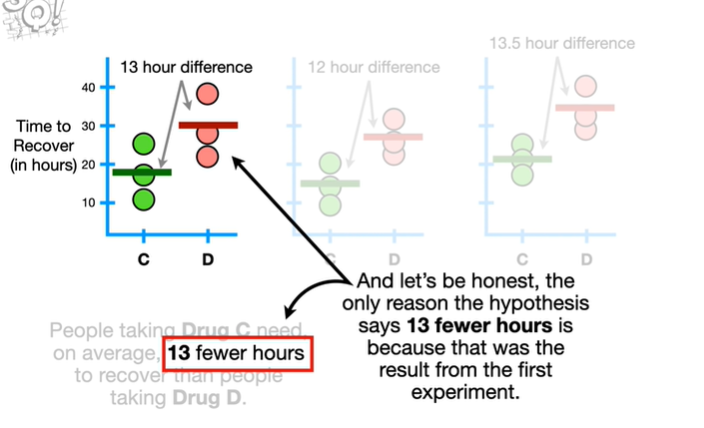 13.5 hour difference
13 hour difference
12 hour difference
40
30
20
10
Time to
Recover
(in hours)
C
D
C
D
C
D
And let's be honest, the
only reason the hypothesis
says 13 fewer hours is
because that was the
result from the first
experiment.
People taking Drug C need,
on average, 13 fewer hours
to recover than people
taking Drug D.